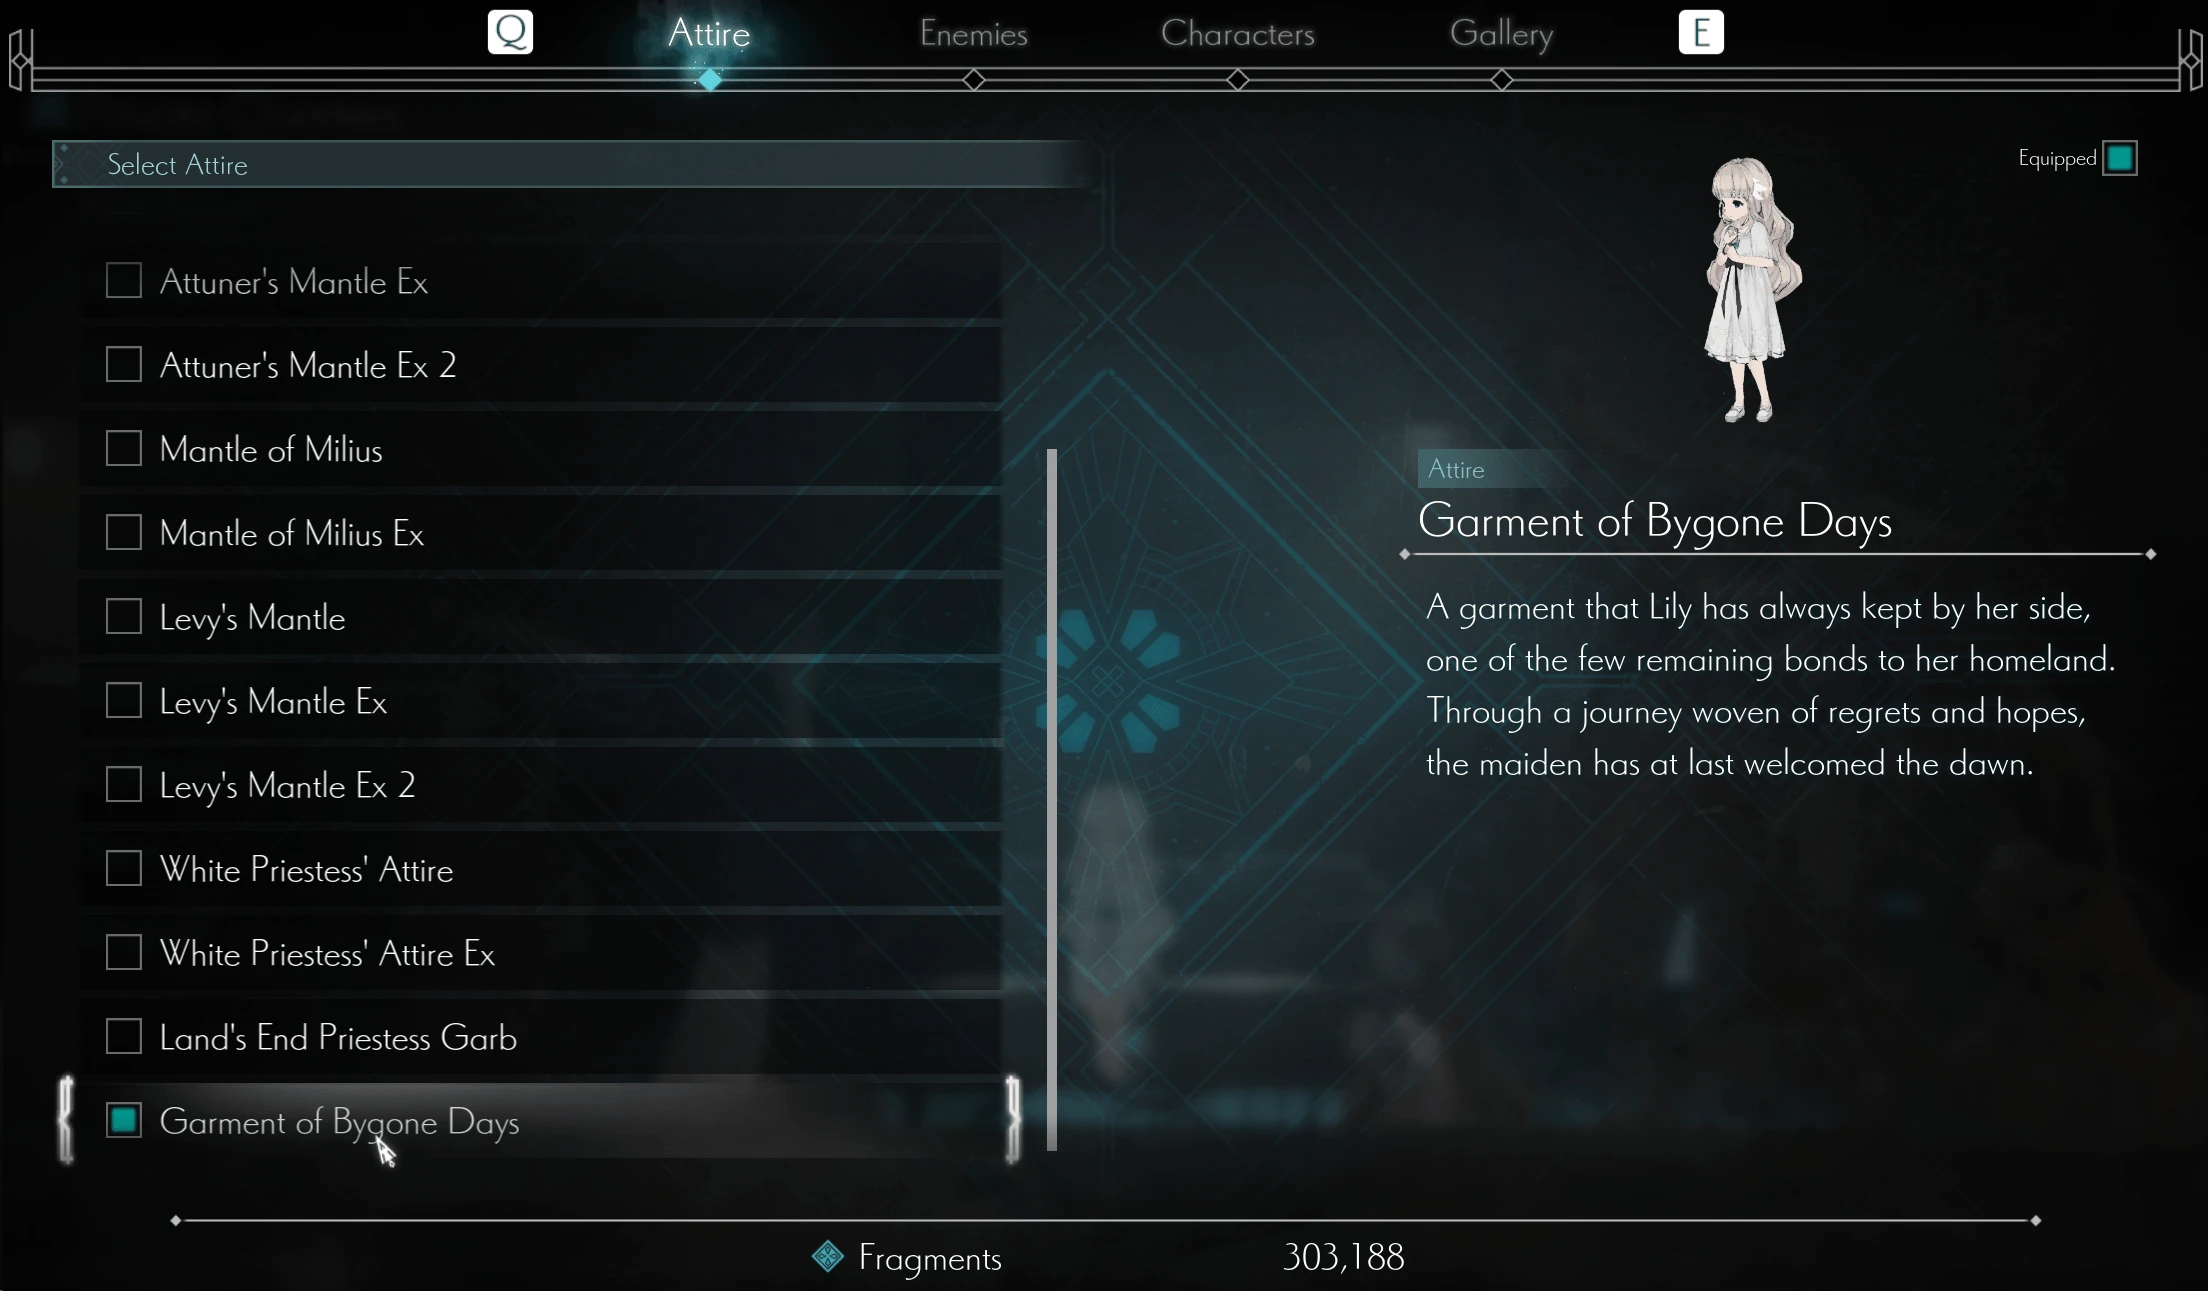 Q
Attire
Enemies
Characters
Gallery
E
Select Attire
Equipped
Attuner's Mantle Ex
Attuner's Mantle Ex 2
Mantle of Milius
Mantle of Milius Ex
Levy's Mantle
Levy's Mantle Ex
Levy's Mantle Ex 2
White Priestess' Attire
White Priestess' Attire Ex
Land's End Priestess Garb
Garment of Bygone Days
Attire
Garment of Bygone Days
A garment that Lily has always kept by her side,
one of the few remaining bonds to her homeland.
Through a journey woven of regrets and hopes,
the maiden has at last welcomed the dawn.
Fragments 303,188